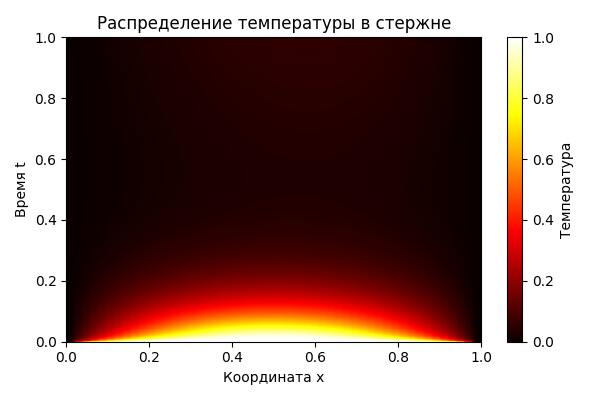 Распределение температуры в стержне
1.0
0.8
0.6
0.4
0.2
0.0
Время t
0.0 0.2 0.4 0.6 0.8 1.0
Координата x
1.0
0.8
0.6
0.4
0.2
0.0
Температура